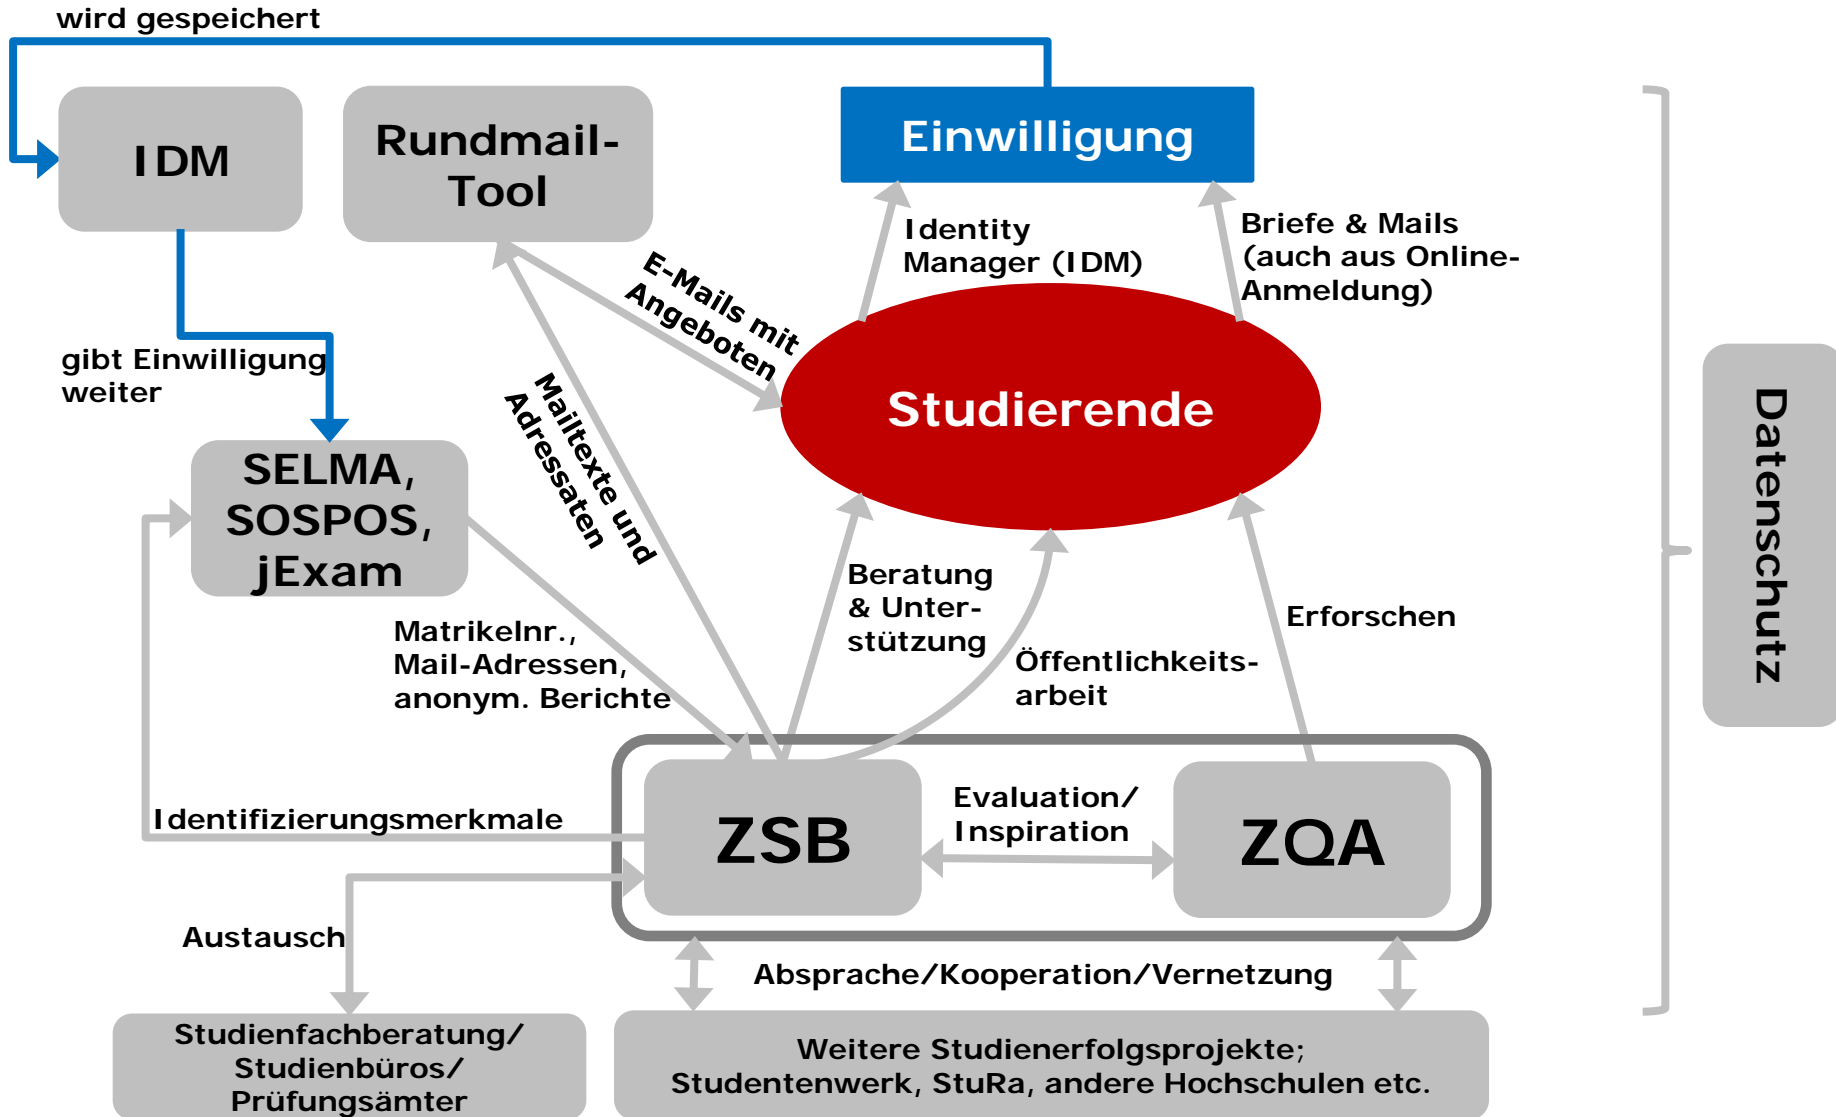 wird gespeichert
IDM
Rundmail-
Tool
Einwilligung
Identity
Manager (IDM)
Briefe & Mails
(auch aus Online-
Anmeldung)
E-Mails mit
Angeboten
gibt Einwilligung
weiter
Mailtexte und
Adressaten
Studierende
Datenschutz
SELMA,
SOSPOS,
jExam
Matrikelnr.,
Mail-Adressen,
anonym. Berichte
Beratung
& Unter-
stützung
Öffentlichkeits-
arbeit
Erforschen
Identifizierungsmerkmale
ZSB
Evaluation/
Inspiration
ZQA
Austausch
Absprache/Kooperation/Vernetzung
Studienfachberatung/
Studienbüros/
Prüfungsämter
Weitere Studienerfolgsprojekte;
Studentenwerk, StuRa, andere Hochschulen etc.